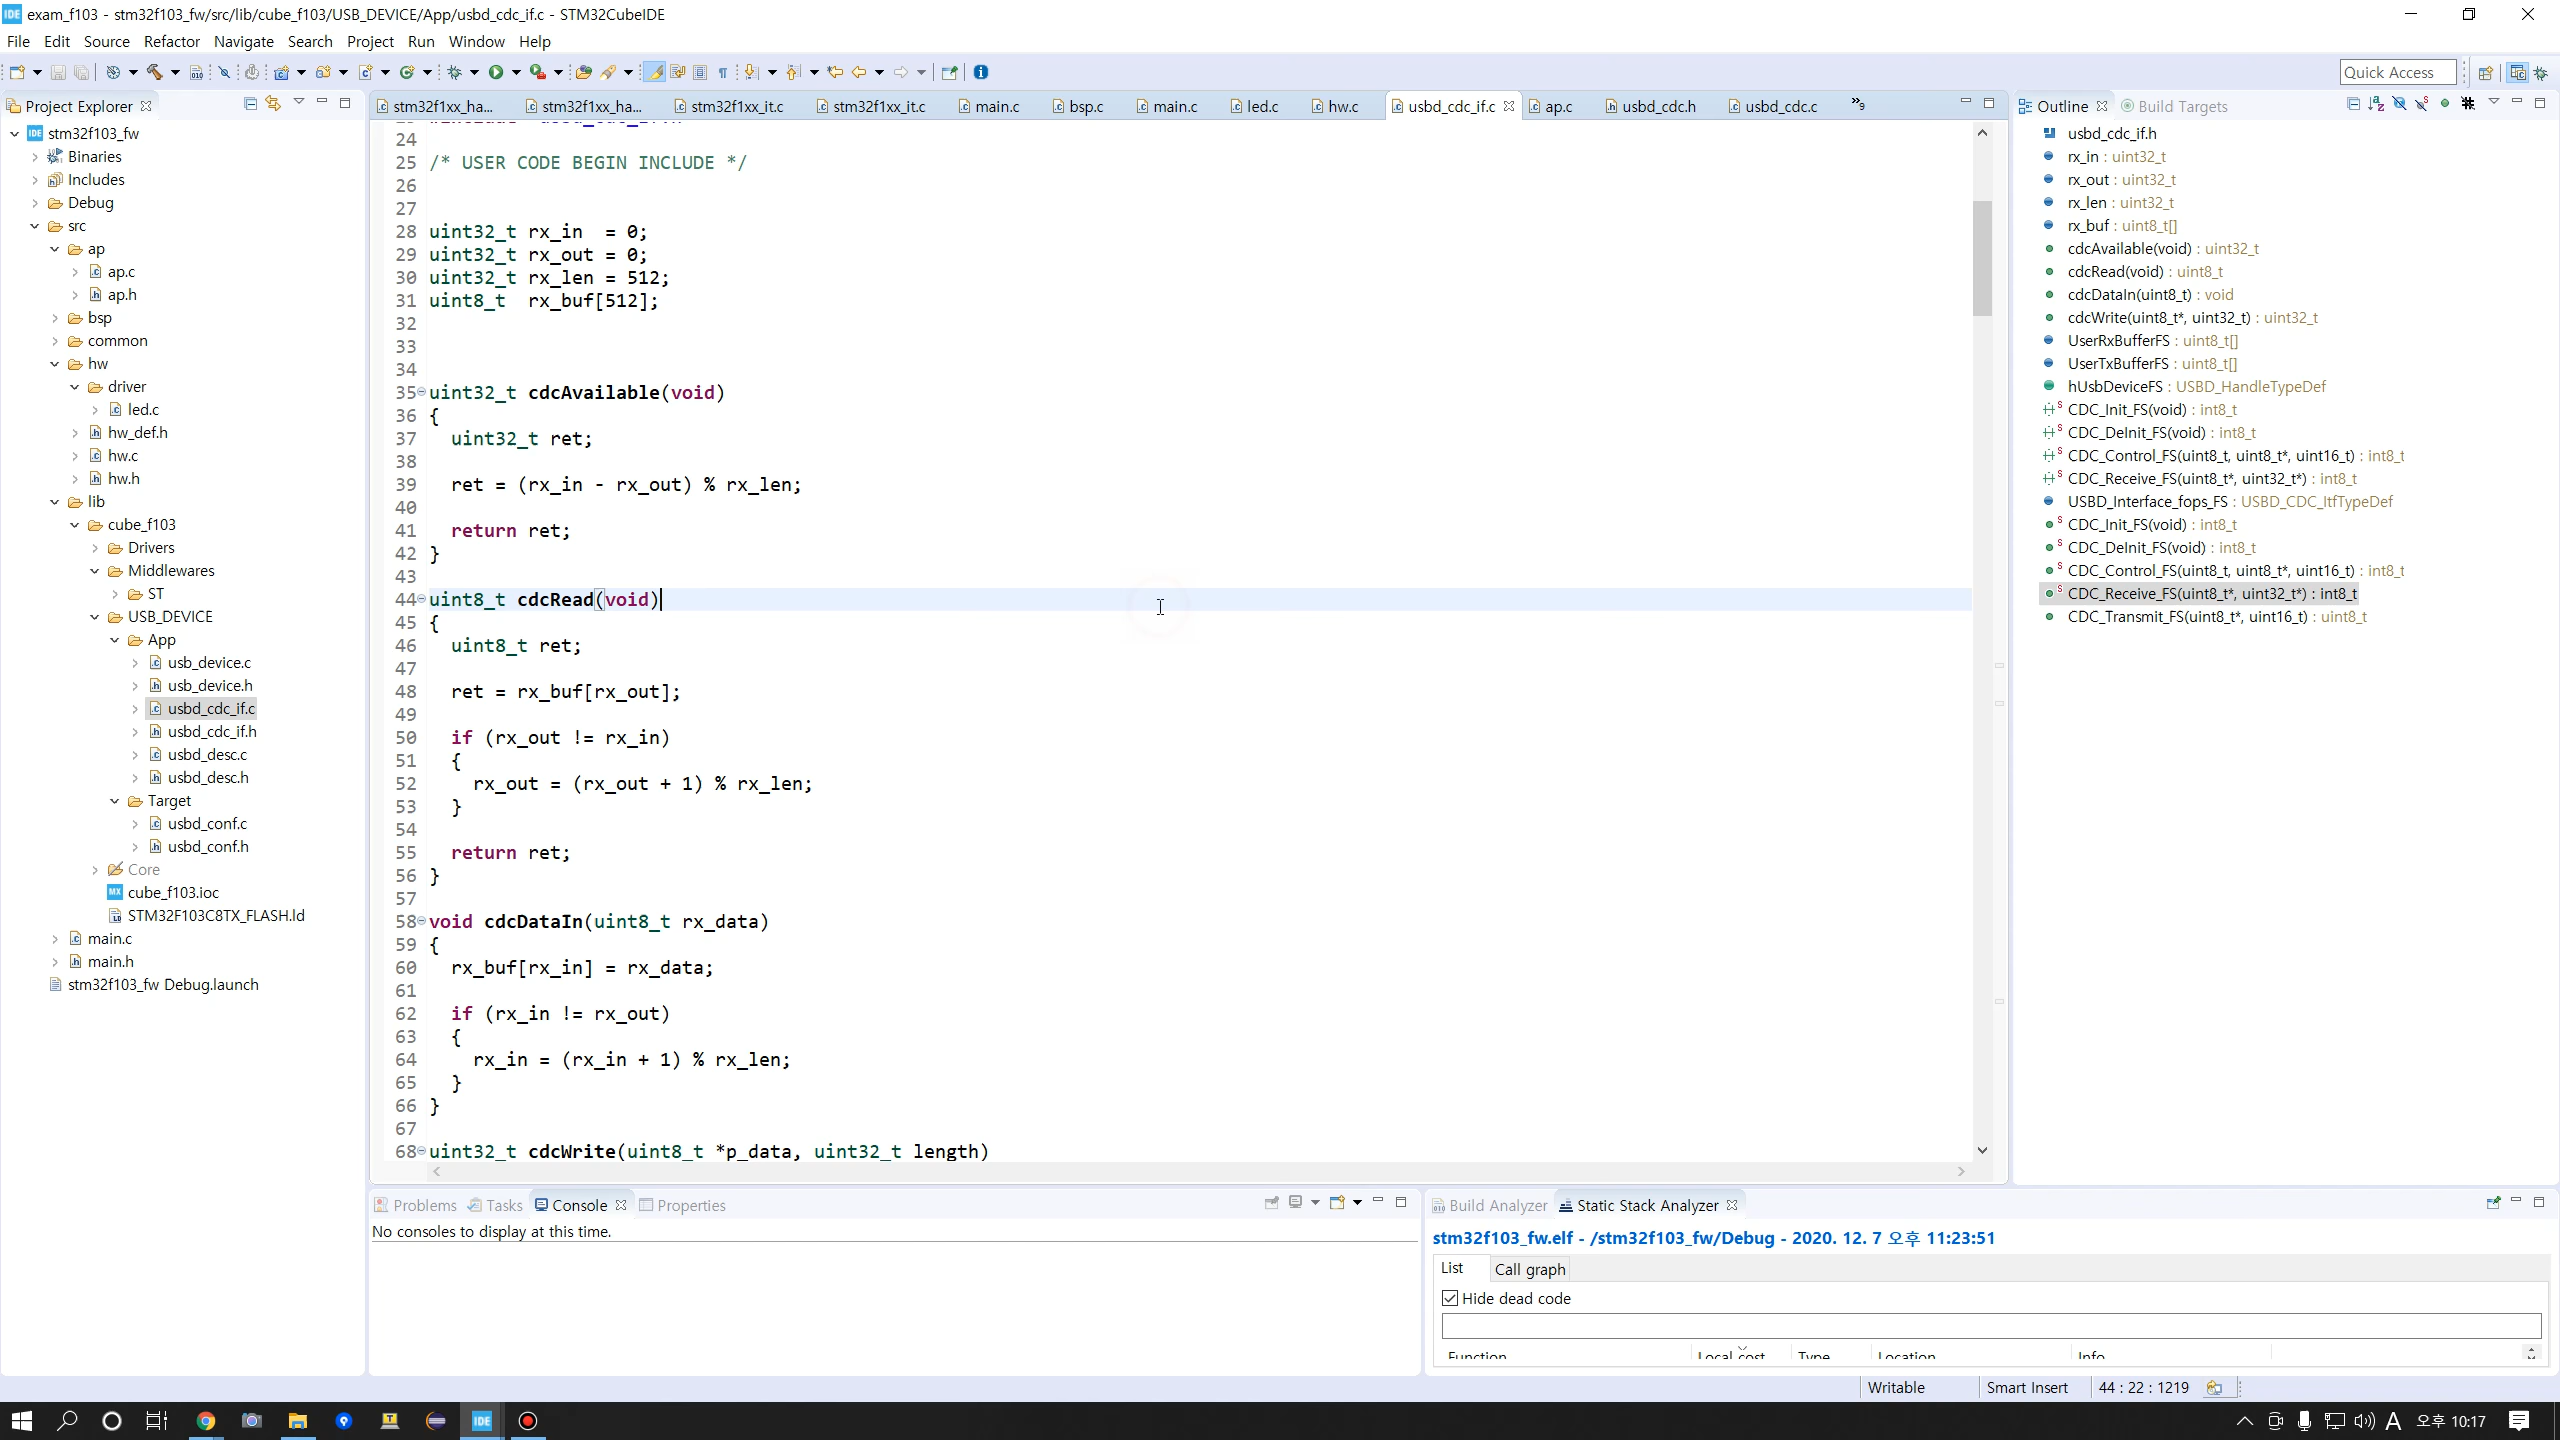 IDE exam_f103 - stm32f103_fw/src/lib/cube_f103/USB_DEVICE/App/usbd_cdc_if.c - STM32CubeIDE
File Edit Source Refactor Navigate Search Project Run Window Help
Quick Access
Project Explorer
stm32f1xx_ha... stm32f1xx_ha... stm32f1xx_it.c stm32f1xx_it.c main.c bsp.c main.c led.c hw.c usbd_cdc_if.c ap.c usbd_cdc.h usbd_cdc.c »9
Outline Build Targets
IDE stm32f103_fw
Binaries
Includes
Debug
src
ap
ap.c
ap.h
bsp
common
hw
driver
led.c
hw_def.h
hw.c
hw.h
lib
cube_f103
Drivers
Middlewares
ST
USB_DEVICE
App
usb_device.c
usb_device.h
usbd_cdc_if.c
usbd_cdc_if.h
usbd_desc.c
usbd_desc.h
Target
usbd_conf.c
usbd_conf.h
Core
MX cube_f103.ioc
STM32F103C8TX_FLASH.ld
main.c
main.h
stm32f103_fw Debug.launch
24
25 /* USER CODE BEGIN INCLUDE */
26
27
28 uint32_t rx_in  = 0;
29 uint32_t rx_out = 0;
30 uint32_t rx_len = 512;
31 uint8_t  rx_buf[512];
32
33
34
35 uint32_t cdcAvailable(void)
36 {
37   uint32_t ret;
38
39   ret = (rx_in - rx_out) % rx_len;
40
41   return ret;
42 }
43
44 uint8_t cdcRead(void)
45 {
46   uint8_t ret;
47
48   ret = rx_buf[rx_out];
49
50   if (rx_out != rx_in)
51   {
52     rx_out = (rx_out + 1) % rx_len;
53   }
54
55   return ret;
56 }
57
58 void cdcDataIn(uint8_t rx_data)
59 {
60   rx_buf[rx_in] = rx_data;
61
62   if (rx_in != rx_out)
63   {
64     rx_in = (rx_in + 1) % rx_len;
65   }
66 }
67
68 uint32_t cdcWrite(uint8_t *p_data, uint32_t length)
usbd_cdc_if.h
rx_in : uint32_t
rx_out : uint32_t
rx_len : uint32_t
rx_buf : uint8_t[]
cdcAvailable(void) : uint32_t
cdcRead(void) : uint8_t
cdcDataIn(uint8_t) : void
cdcWrite(uint8_t*, uint32_t) : uint32_t
UserRxBufferFS : uint8_t[]
UserTxBufferFS : uint8_t[]
hUsbDeviceFS : USBD_HandleTypeDef
CDC_Init_FS(void) : int8_t
CDC_DeInit_FS(void) : int8_t
CDC_Control_FS(uint8_t, uint8_t*, uint16_t) : int8_t
CDC_Receive_FS(uint8_t*, uint32_t*) : int8_t
USBD_Interface_fops_FS : USBD_CDC_ItfTypeDef
CDC_Init_FS(void) : int8_t
CDC_DeInit_FS(void) : int8_t
CDC_Control_FS(uint8_t, uint8_t*, uint16_t) : int8_t
CDC_Receive_FS(uint8_t*, uint32_t*) : int8_t
CDC_Transmit_FS(uint8_t*, uint16_t) : uint8_t
Problems Tasks Console Properties
No consoles to display at this time.
Build Analyzer Static Stack Analyzer
stm32f103_fw.elf - /stm32f103_fw/Debug - 2020. 12. 7 오후 11:23:51
List Call graph
Hide dead code
Function Local cost Type Location Info
Writable Smart Insert 44 : 22 : 1219
IDE A 오후 10:17